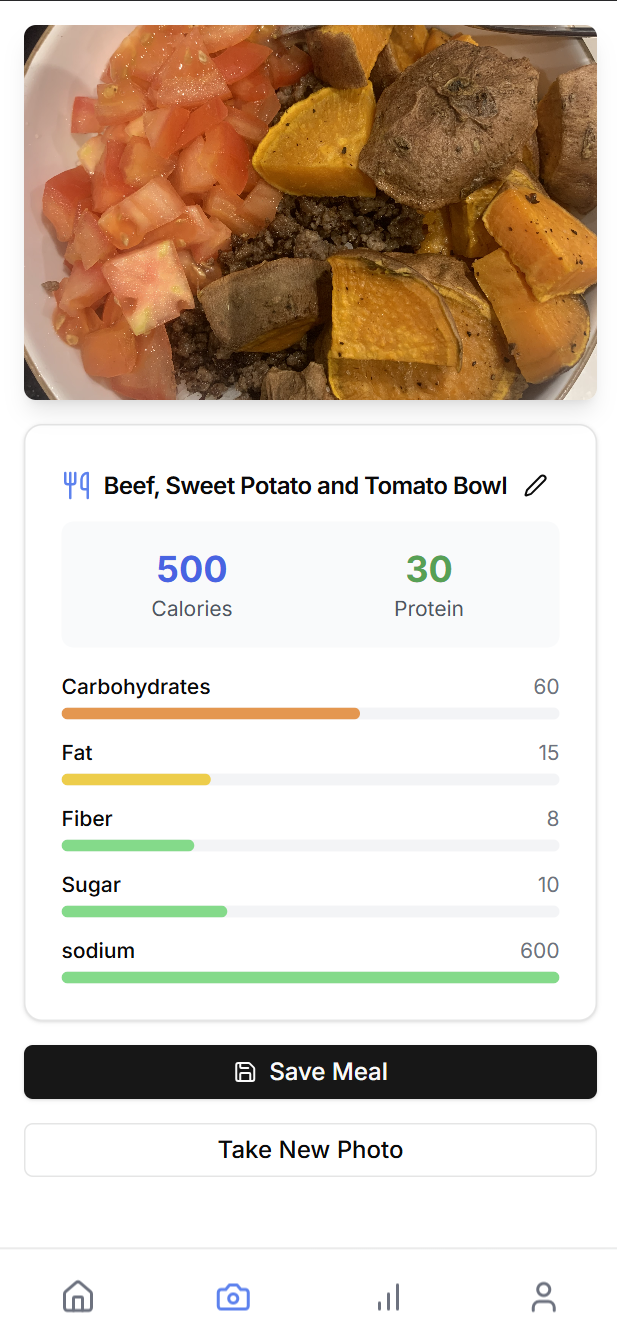 Beef, Sweet Potato and Tomato Bowl
500 30
Calories Protein
Carbohydrates 60
Fat 15
Fiber 8
Sugar 10
sodium 600
Save Meal
Take New Photo